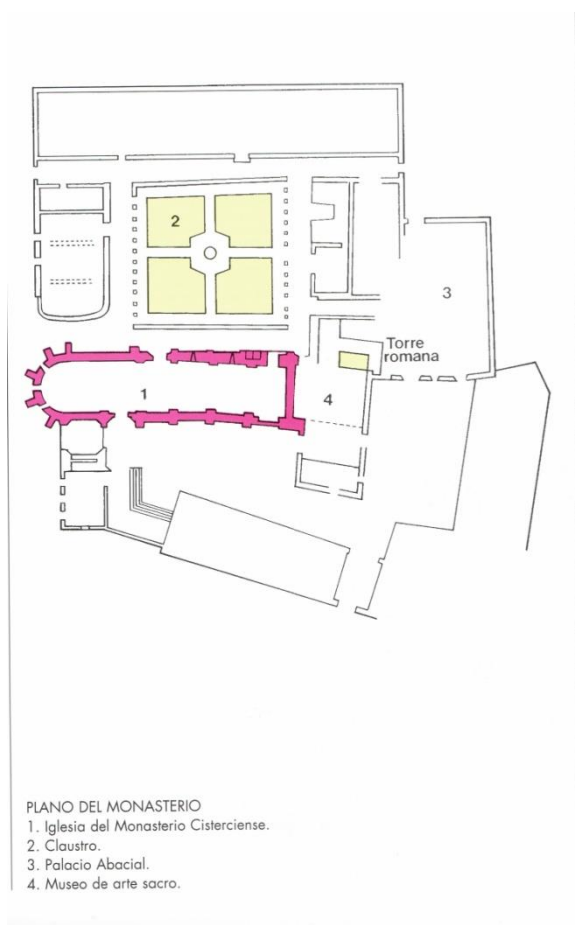 2
3
Torre
romana
1
4
PLANO DEL MONASTERIO
1. Iglesia del Monasterio Cisterciense.
2. Claustro.
3. Palacio Abacial.
4. Museo de arte sacro.